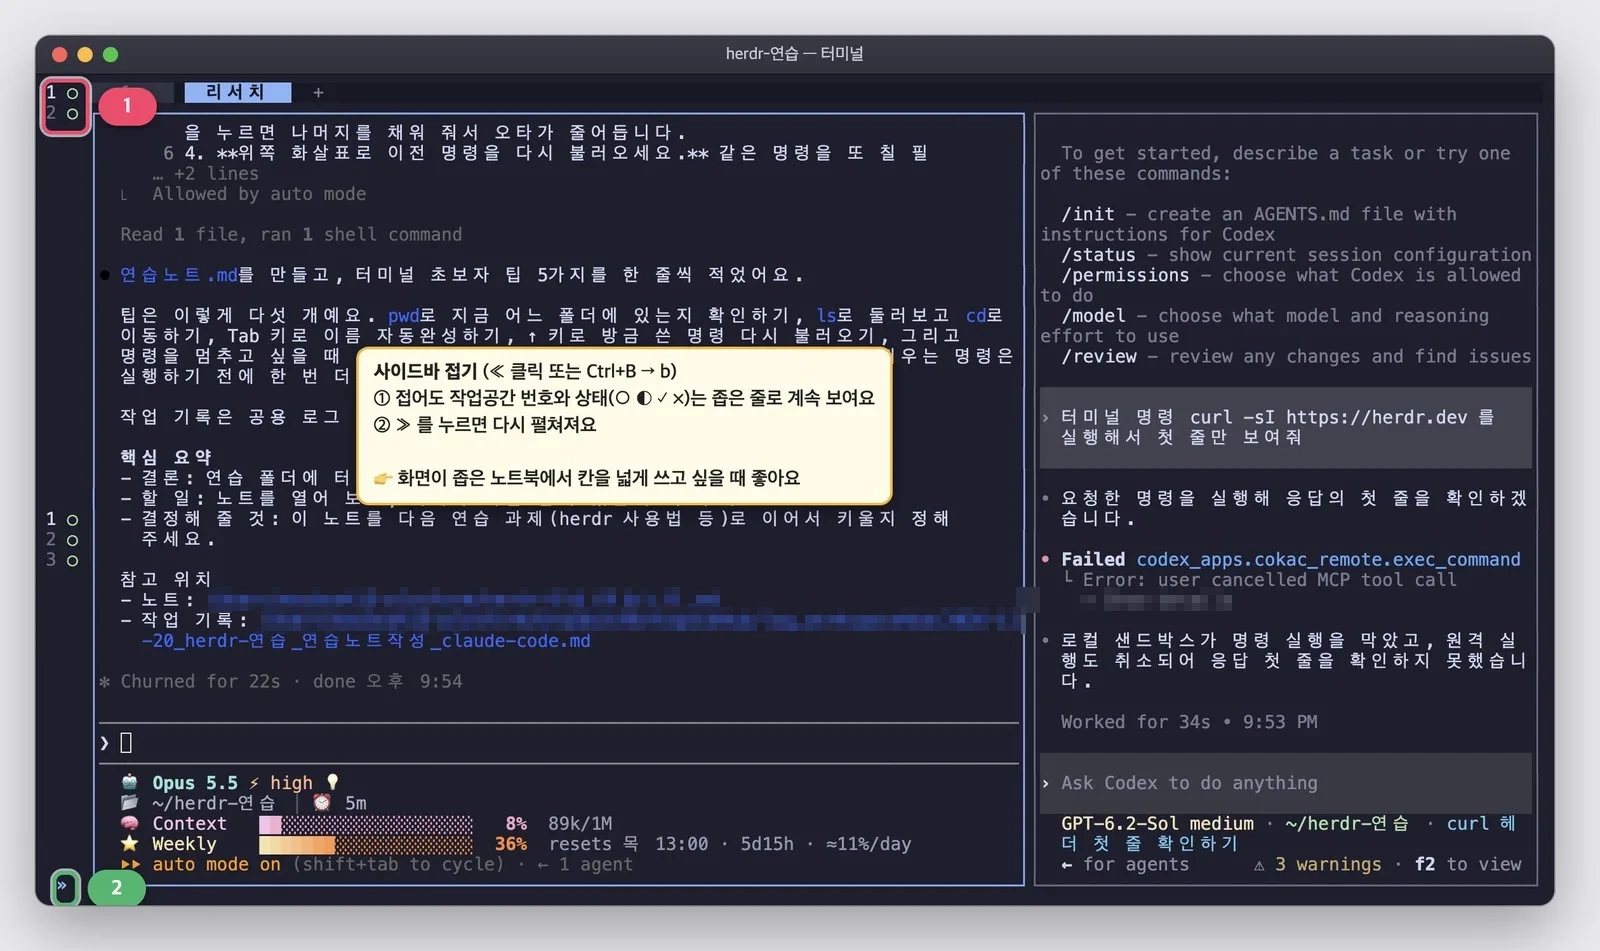 herdr-연습 — 터미널
1 ○
2 ○
1
리서치
+
을 누르면 나머지를 채워 줘서 오타가 줄어듭니다.
6 4. **위쪽 화살표로 이전 명령을 다시 불러오세요.** 같은 명령을 또 칠 필
… +2 lines
└ Allowed by auto mode
Read 1 file, ran 1 shell command
● 연습노트.md를 만들고, 터미널 초보자 팁 5가지를 한 줄씩 적었어요.
팁은 이렇게 다섯 개예요. pwd로 지금 어느 폴더에 있는지 확인하기, ls로 둘러보고 cd로
이동하기, Tab 키로 이름 자동완성하기, ↑ 키로 방금 쓴 명령 다시 불러오기, 그리고
명령을 멈추고 싶을 때
우는 명령은
실행하기 전에 한 번 더
작업 기록은 공용 로그
사이드바 접기 (≪ 클릭 또는 Ctrl+B → b)
① 접어도 작업공간 번호와 상태(○ ◐ ✓ ×)는 좁은 줄로 계속 보여요
② ≫ 를 누르면 다시 펼쳐져요
👉 화면이 좁은 노트북에서 칸을 넓게 쓰고 싶을 때 좋아요
핵심 요약
- 결론: 연습 폴더에 터
- 할 일: 노트를 열어 보
- 결정해 줄 것: 이 노트를 다음 연습 과제(herdr 사용법 등)로 이어서 키울지 정해
주세요.
1 ○
2 ○
3 ○
참고 위치
- 노트:
- 작업 기록:
-20_herdr-연습_연습노트작성_claude-code.md
✻ Churned for 22s · done 오후 9:54
❯
🤖 Opus 5.5 ⚡ high 💡
📁 ~/herdr-연습 | ⏰ 5m
🧠 Context 8% 89k/1M
⭐ Weekly 36% resets 목 13:00 · 5d15h · ≈11%/day
▸▸ auto mode on (shift+tab to cycle) · ← 1 agent
»
2
To get started, describe a task or try one
of these commands:
/init – create an AGENTS.md file with
instructions for Codex
/status – show current session configuration
/permissions – choose what Codex is allowed
to do
/model – choose what model and reasoning
effort to use
/review – review any changes and find issues
› 터미널 명령 curl -sI https://herdr.dev 를
실행해서 첫 줄만 보여줘
• 요청한 명령을 실행해 응답의 첫 줄을 확인하겠
습니다.
• Failed codex_apps.cokac_remote.exec_command
└ Error: user cancelled MCP tool call
• 로컬 샌드박스가 명령 실행을 막았고, 원격 실
행도 취소되어 응답 첫 줄을 확인하지 못했습니
다.
Worked for 34s • 9:53 PM
› Ask Codex to do anything
GPT-6.2-Sol medium · ~/herdr-연습 · curl 헤
더 첫 줄 확인하기
← for agents ⚠ 3 warnings · f2 to view